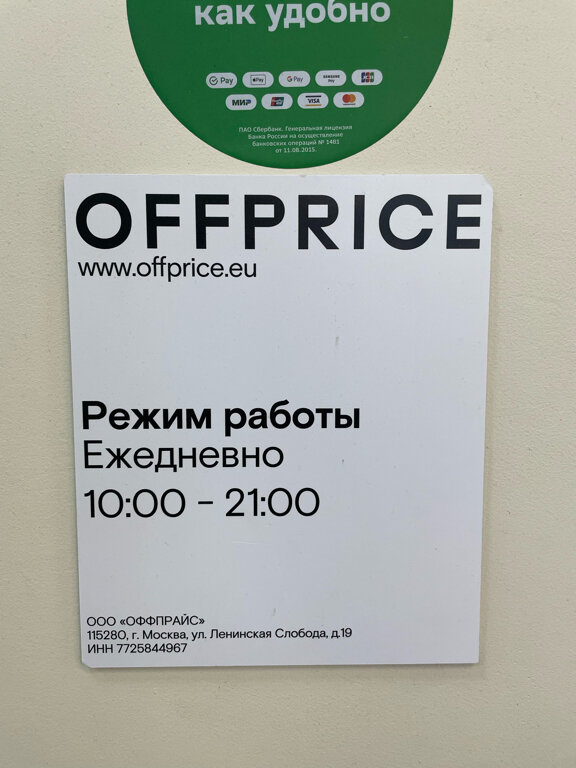 как удобно
Pay Pay G Pay SAMSUNG Pay JCB
МИР VISA
ПАО Сбербанк. Генеральная лицензия
Банка России на осуществление
банковских операций № 1481
от 11.08.2015.
OFFPRICE
www.offprice.eu
Режим работы
Ежедневно
10:00 – 21:00
ООО «ОФФПРАЙС»
115280, г. Москва, ул. Ленинская Слобода, д.19
ИНН 7725844967